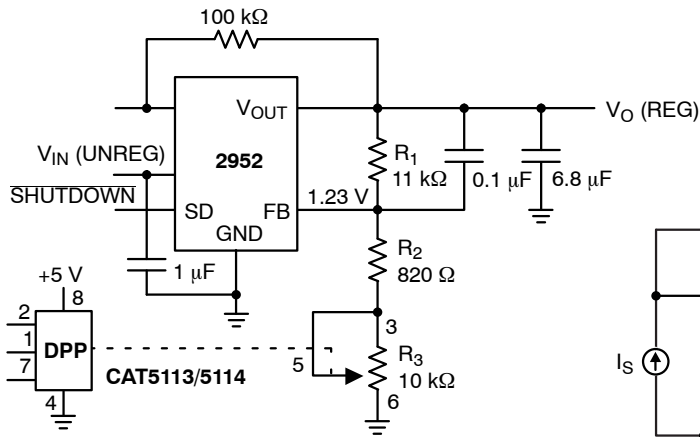 100 kΩ
V_OUT
V_O (REG)
V_IN (UNREG)
2952
R_1
11 kΩ
0.1 μF
6.8 μF
SHUTDOWN
1.23 V
SD
FB
GND
R_2
820 Ω
1 μF
+5 V
8
2
1
7
DPP
4
CAT5113/5114
3
5
R_3
10 kΩ
6
I_S